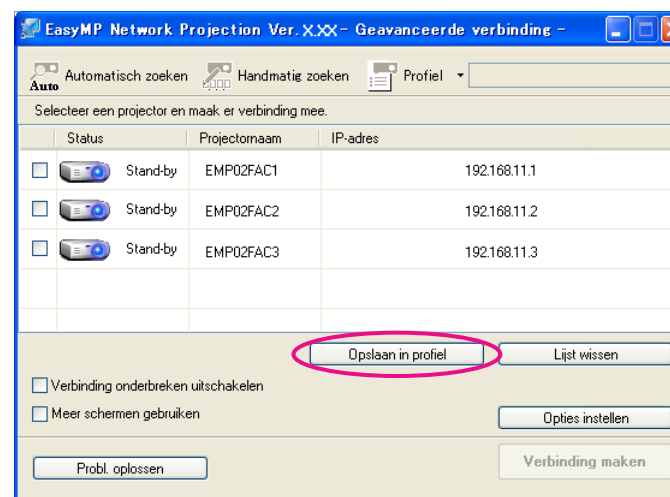 EasyMP Network Projection Ver. X.XX - Geavanceerde verbinding -
Auto Automatisch zoeken Handmatig zoeken Profiel
Selecteer een projector en maak er verbinding mee.
Status Projectornaam IP-adres
Stand-by EMP02FAC1 192.168.11.1
Stand-by EMP02FAC2 192.168.11.2
Stand-by EMP02FAC3 192.168.11.3
Opslaan in profiel Lijst wissen
Verbinding onderbreken uitschakelen
Meer schermen gebruiken
Opties instellen
Probl. oplossen Verbinding maken